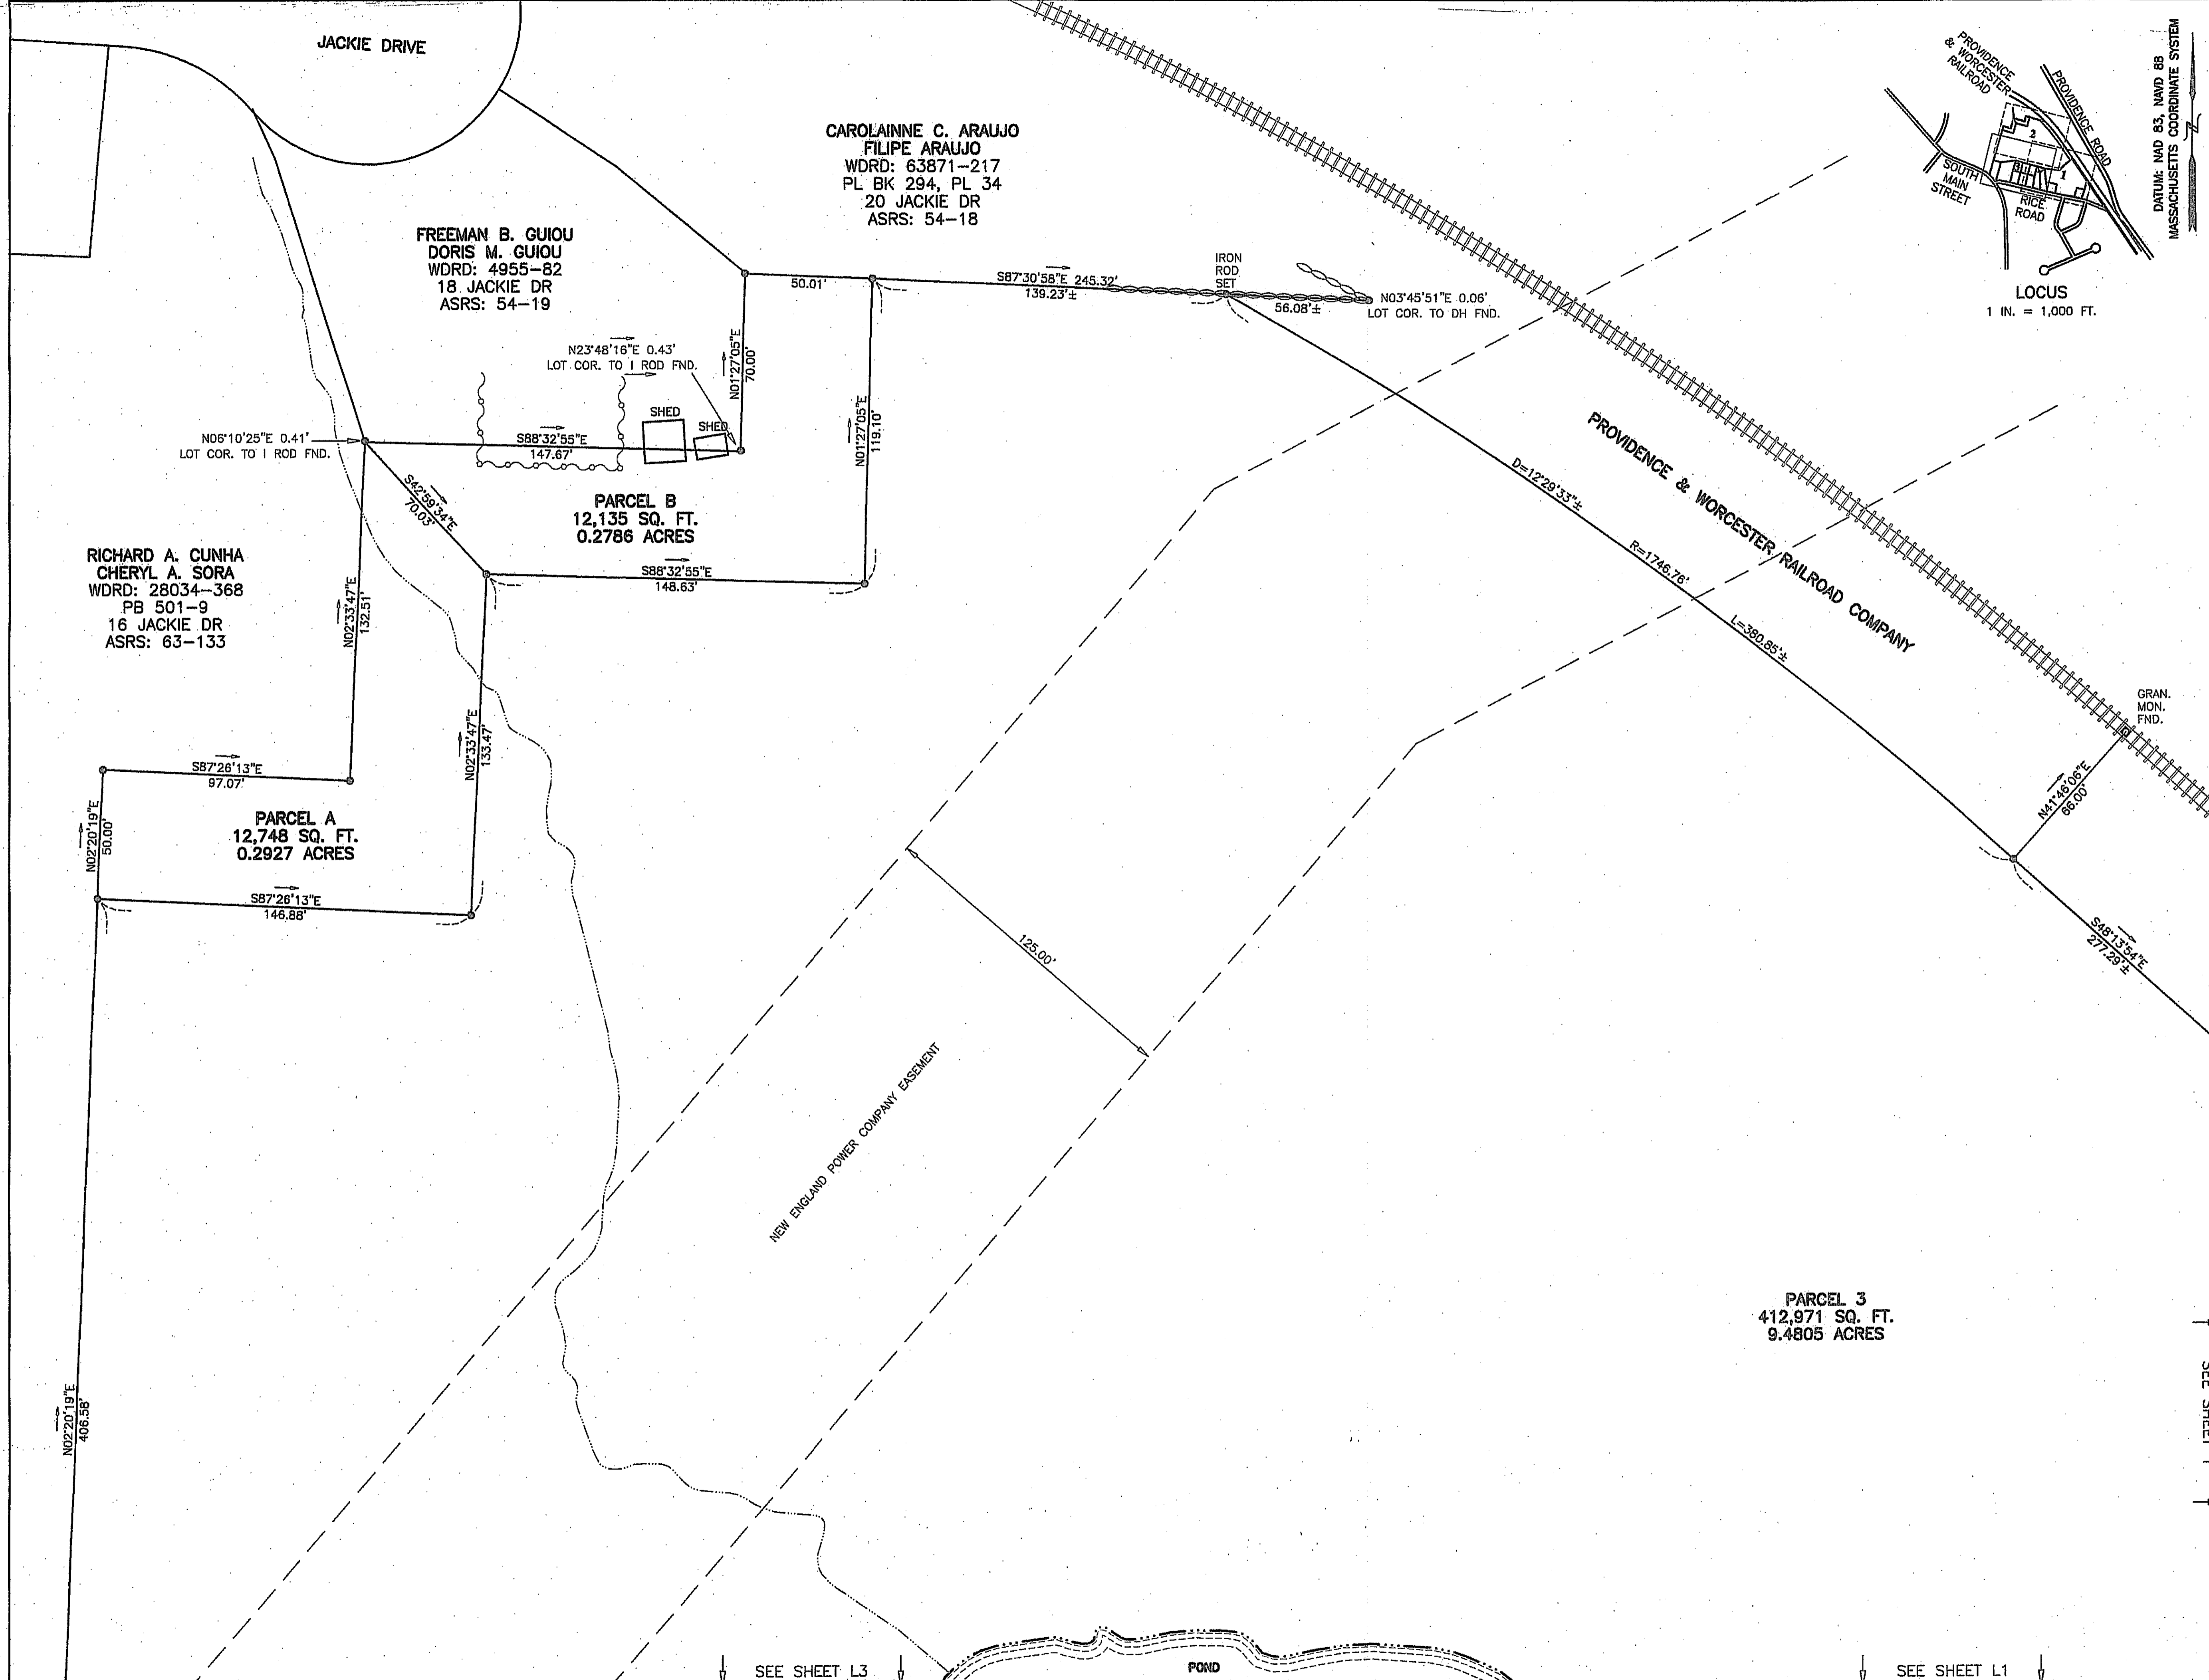 JACKIE DRIVE
CAROLAINNE C. ARAUJO
FILIPE ARAUJO
WDRD: 63871-217
PL BK 294, PL 34
20 JACKIE DR
ASRS: 54-18
PROVIDENCE
& WORCESTER
RAILROAD
PROVIDENCE ROAD
2
1
3
SOUTH
MAIN
STREET
RICE
ROAD
LOCUS
1 IN. = 1,000 FT.
DATUM: NAD 83, NAVD 88
MASSACHUSETTS COORDINATE SYSTEM
FREEMAN B. GUIOU
DORIS M. GUIOU
WDRD: 4955-82
18 JACKIE DR
ASRS: 54-19
50.01'
S87°30'58"E 245.32'
139.23'±
IRON
ROD
SET
56.08'±
N03°45'51"E 0.06'
LOT COR. TO DH FND.
N23°48'16"E 0.43'
LOT COR. TO I ROD FND.
N01°27'05"E
70.00'
N01°27'05"E
119.10'
SHED
SHED
N06°10'25"E 0.41'
LOT COR. TO I ROD FND.
S88°32'55"E
147.67'
S42°59'34"E
70.03'
PARCEL B
12,135 SQ. FT.
0.2786 ACRES
S88°32'55"E
148.63'
D=12°29'33"±
R=1746.76'
L=380.85'±
PROVIDENCE & WORCESTER RAILROAD COMPANY
RICHARD A. CUNHA
CHERYL A. SORA
WDRD: 28034-368
PB 501-9
16 JACKIE DR
ASRS: 63-133
N02°33'47"E
132.51'
N02°33'47"E
133.47'
GRAN.
MON.
FND.
N41°46'06"E
66.00'
S87°26'13"E
97.07'
PARCEL A
12,748 SQ. FT.
0.2927 ACRES
N02°20'19"E
50.00'
S87°26'13"E
146.88'
S48°13'54"E
277.29'±
125.00'
NEW ENGLAND POWER COMPANY EASEMENT
PARCEL 3
412,971 SQ. FT.
9.4805 ACRES
N02°20'19"E
406.58'
SEE SHEET
SEE SHEET L3
POND
SEE SHEET L1